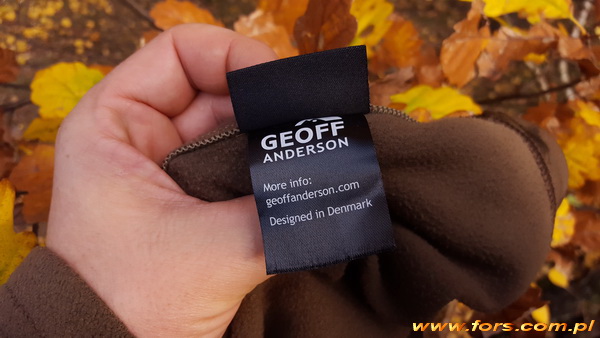 GEOFF
ANDERSON
More info:
geoffanderson.com
Designed in Denmark
www.fors.com.pl